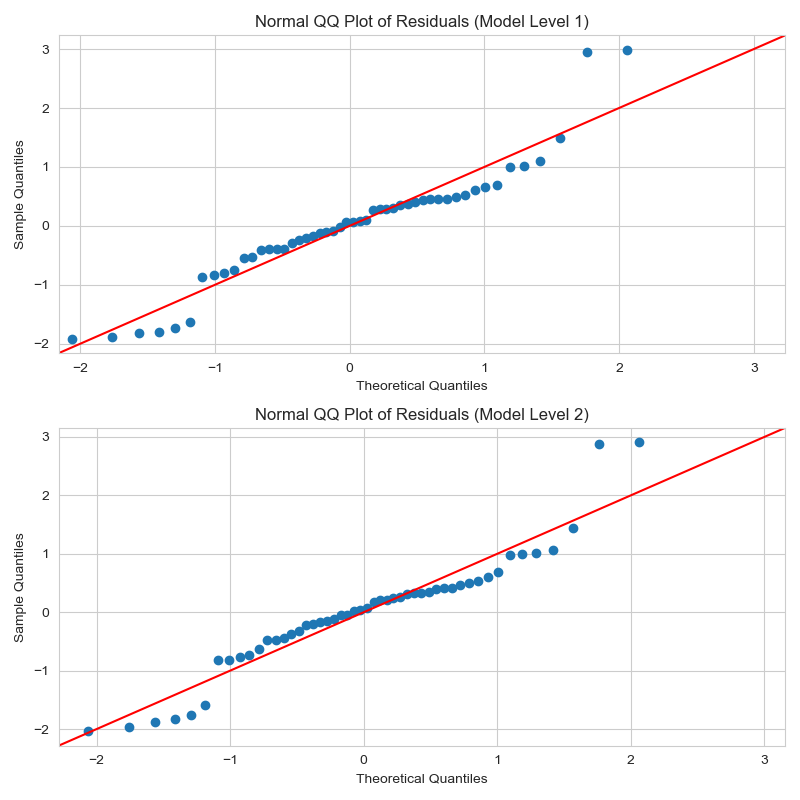 Normal QQ Plot of Residuals (Model Level 1)
3
2
1
0
−1
−2
Sample Quantiles
−2 −1 0 1 2 3
Theoretical Quantiles
Normal QQ Plot of Residuals (Model Level 2)
3
2
1
0
−1
−2
Sample Quantiles
−2 −1 0 1 2 3
Theoretical Quantiles